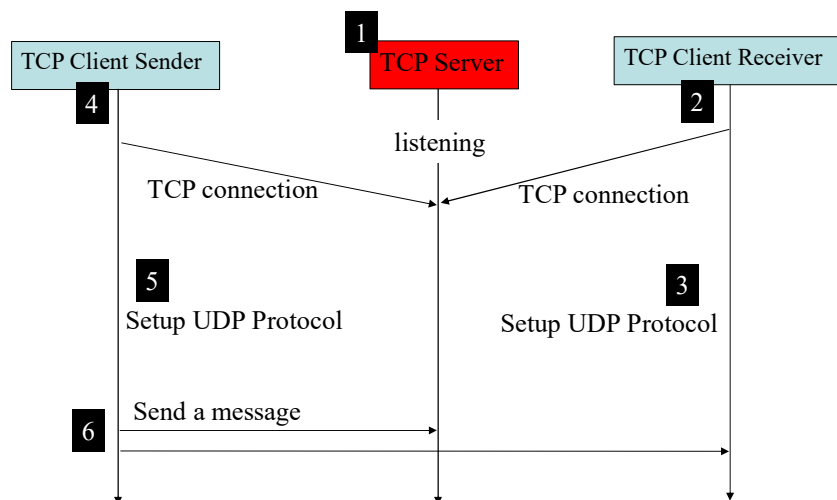 1
TCP Client Sender
TCP Server
TCP Client Receiver
4
2
listening
TCP connection
TCP connection
5
3
Setup UDP Protocol
Setup UDP Protocol
Send a message
6